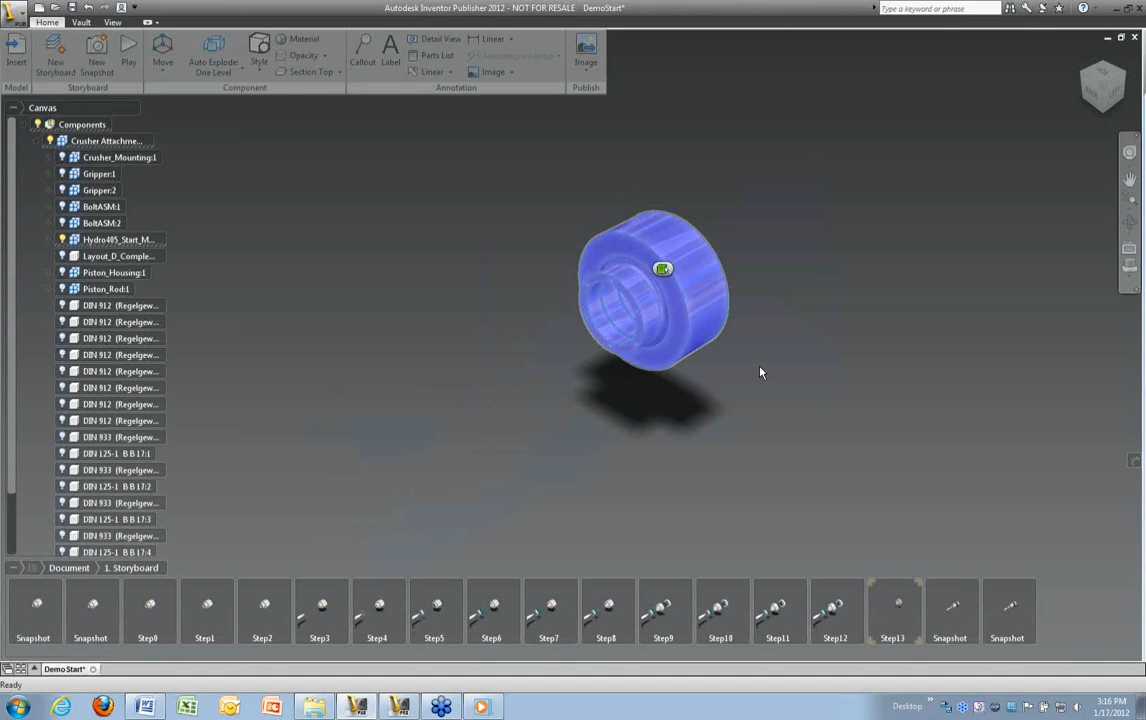 Autodesk Inventor Publisher 2012 - NOT FOR RESALE   DemoStart*
Type a keyword or phrase
PUB
Home Vault View
Insert New Storyboard New Snapshot Play Move Auto Explode: One Level Style Material Opacity Section Top Callout Label Detail View Parts List Linear Linear Annotation Layout Image Image
Model Storyboard Component Annotation Publish
Canvas
Components
Crusher Attachme...
Crusher_Mounting:1
Gripper:1
Gripper:2
BoltASM:1
BoltASM:2
Hydro405_Start_M...
Layout_D_Comple...
Piston_Housing:1
Piston_Rod:1
DIN 912 (Regelgew...
DIN 912 (Regelgew...
DIN 912 (Regelgew...
DIN 912 (Regelgew...
DIN 912 (Regelgew...
DIN 912 (Regelgew...
DIN 912 (Regelgew...
DIN 912 (Regelgew...
DIN 933 (Regelgew...
DIN 125-1 B B 17:1
DIN 933 (Regelgew...
DIN 125-1 B B 17:2
DIN 933 (Regelgew...
DIN 125-1 B B 17:3
DIN 933 (Regelgew...
DIN 125-1 B B 17:4
BACK LEFT
Document 1. Storyboard
Snapshot Snapshot Step0 Step1 Step2 Step3 Step4 Step5 Step6 Step7 Step8 Step9 Step10 Step11 Step12 Step13 Snapshot Snapshot
DemoStart*
Ready
Desktop
3:16 PM
1/17/2012